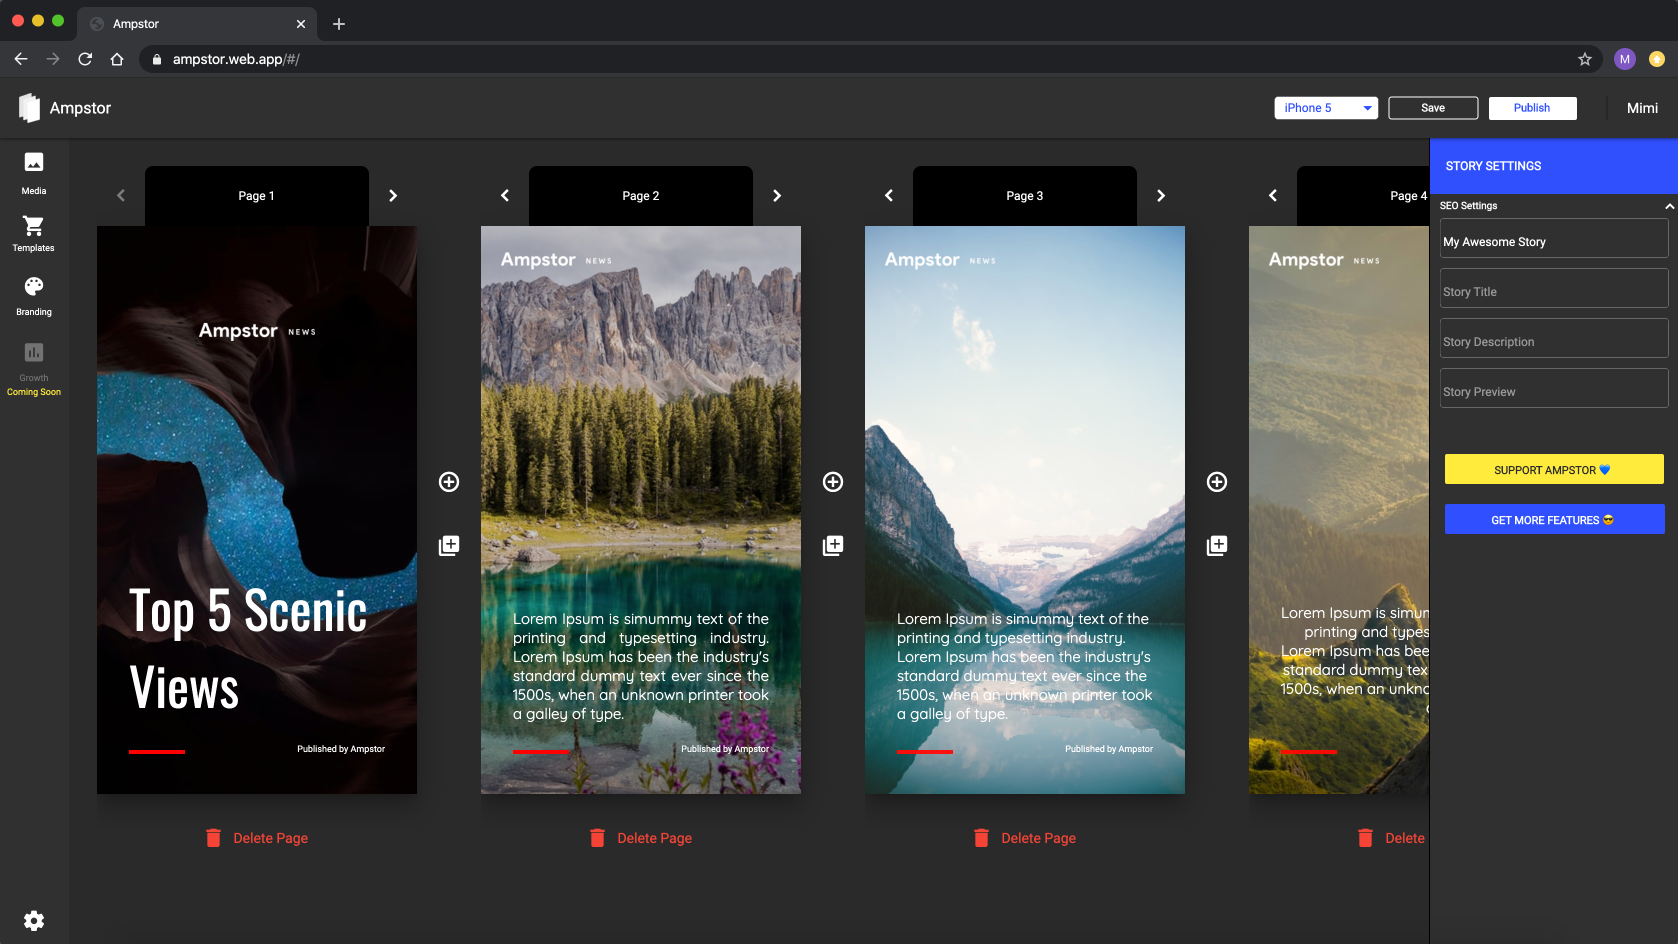 Ampstor
ampstor.web.app/#/
M
Ampstor
iPhone 5
Save
Publish
Mimi
Media
Templates
Branding
Growth
Coming Soon
Page 1
Ampstor NEWS
Top 5 Scenic
Views
Published by Ampstor
Delete Page
Page 2
Ampstor NEWS
Lorem Ipsum is simummy text of the
printing and typesetting industry.
Lorem Ipsum has been the industry's
standard dummy text ever since the
1500s, when an unknown printer took
a galley of type.
Published by Ampstor
Delete Page
Page 3
Ampstor NEWS
Lorem Ipsum is simummy text of the
printing and typesetting industry.
Lorem Ipsum has been the industry's
standard dummy text ever since the
1500s, when an unknown printer took
a galley of type.
Published by Ampstor
Delete Page
Page 4
Ampstor NEWS
Lorem Ipsum is simum
printing and types
Lorem Ipsum has bee
standard dummy tex
1500s, when an unkno
Delete
STORY SETTINGS
SEO Settings
My Awesome Story
Story Title
Story Description
Story Preview
SUPPORT AMPSTOR 💙
GET MORE FEATURES 😎